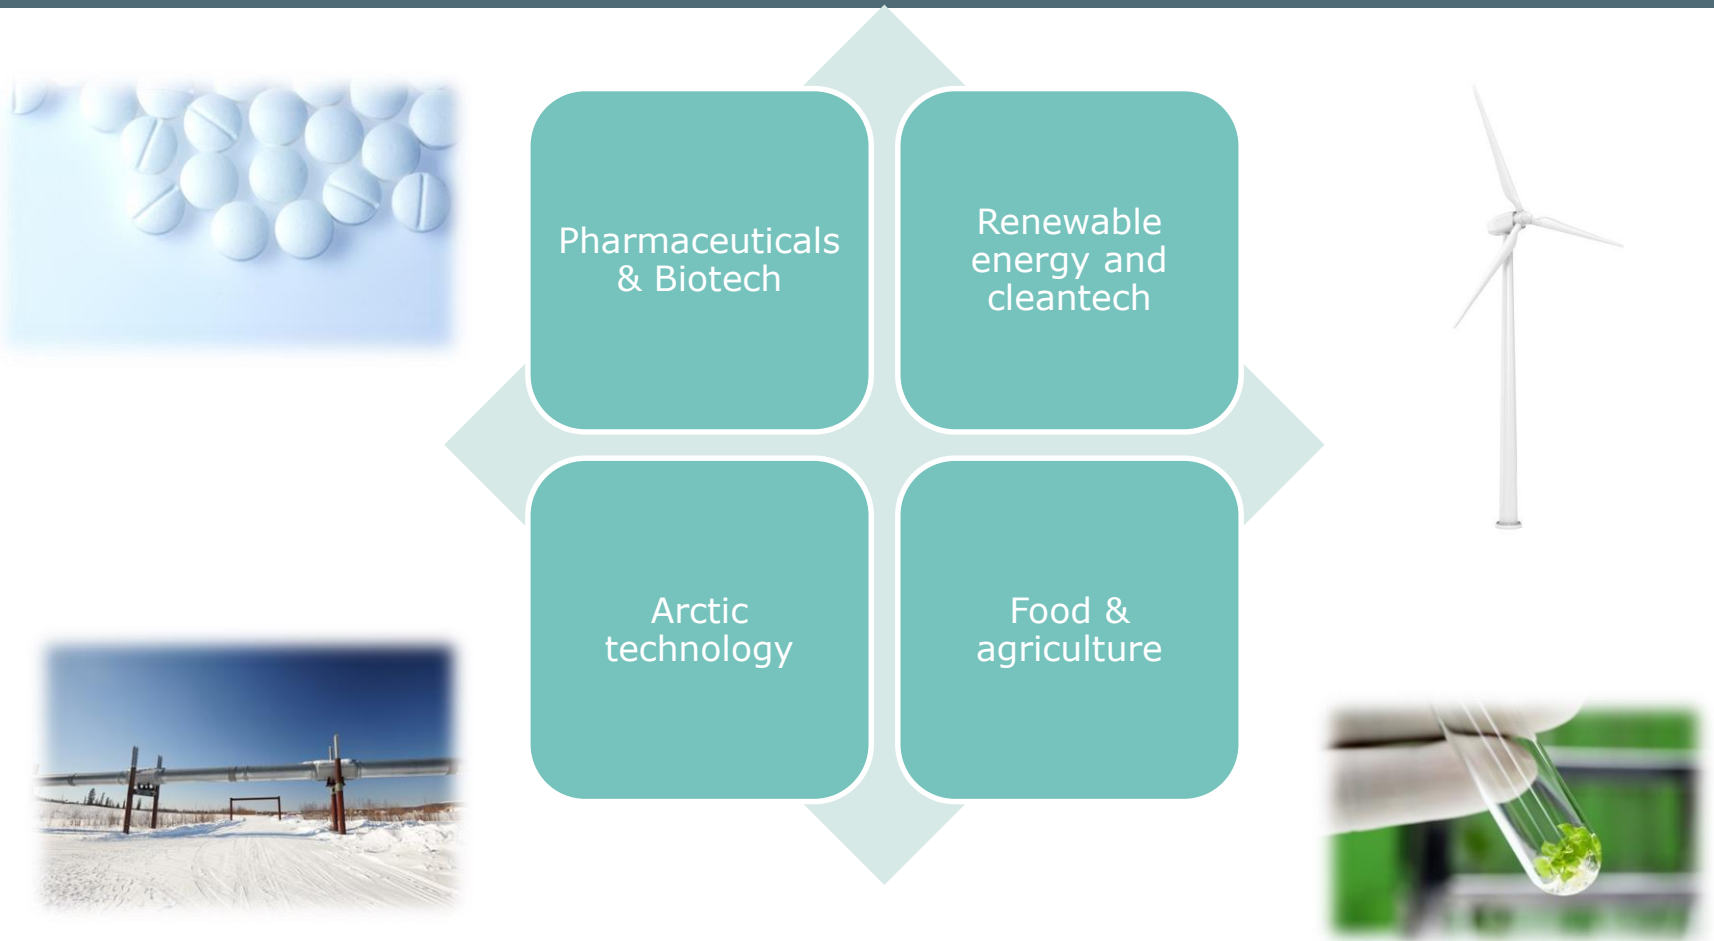 Pharmaceuticals
& Biotech
Renewable
energy and
cleantech
Arctic
technology
Food &
agriculture